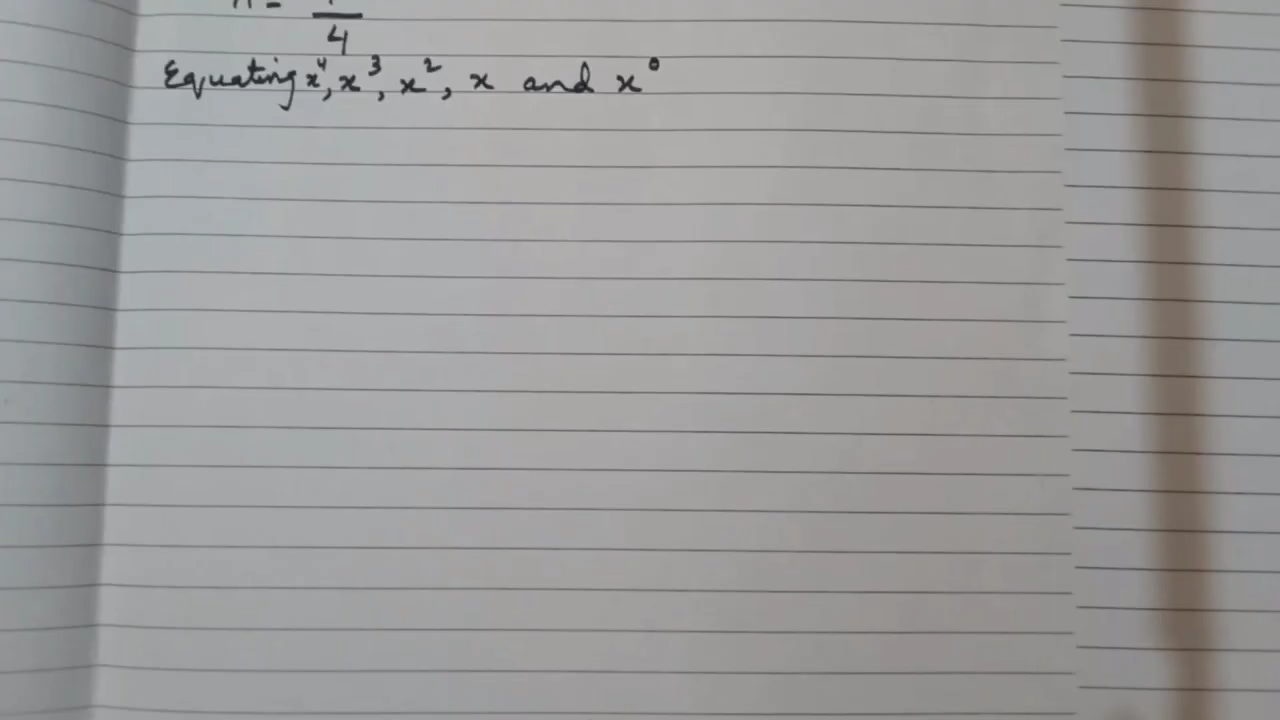 4
Equating x⁴, x³, x², x and x⁰